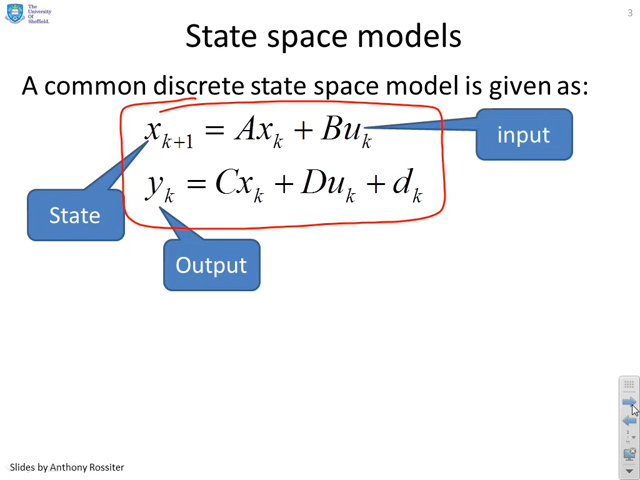 The
University
Of
Sheffield.
3
State space models
A common discrete state space model is given as:
x_{k+1} = Ax_k + Bu_k
input
y_k = Cx_k + Du_k + d_k
State
Output
Slides by Anthony Rossiter